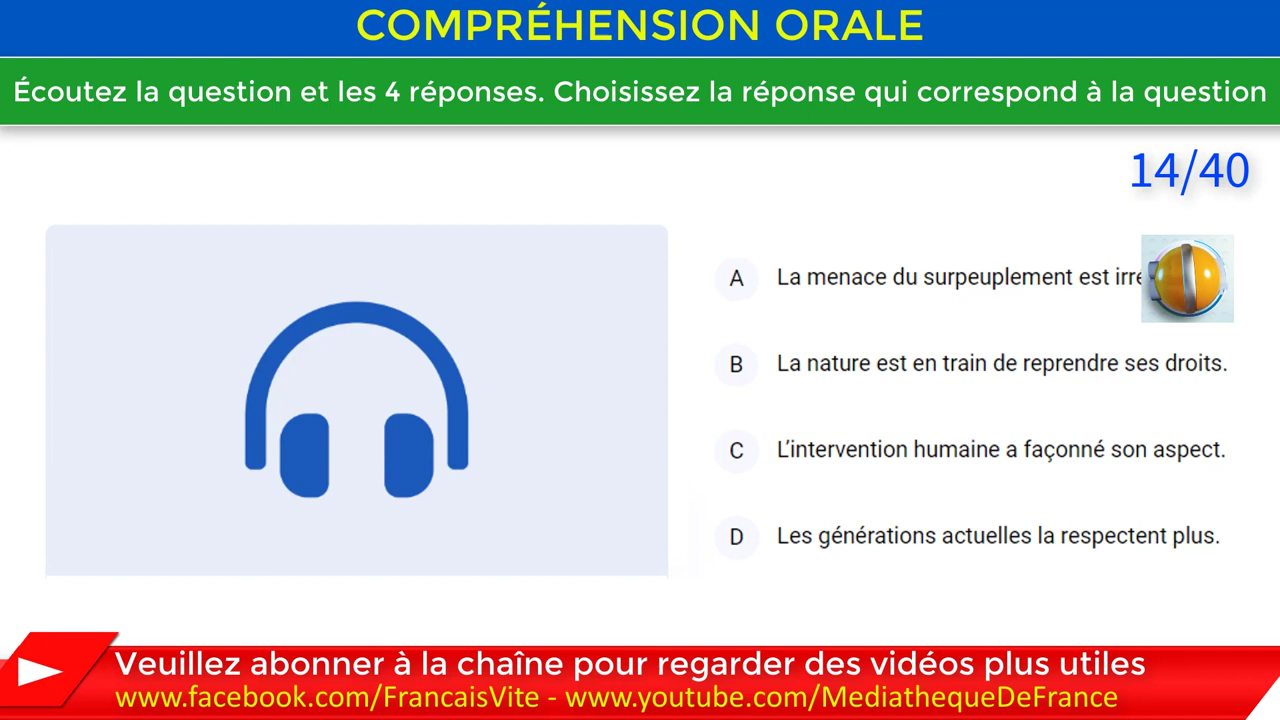 COMPRÉHENSION ORALE
Écoutez la question et les 4 réponses. Choisissez la réponse qui correspond à la question
14/40
A La menace du surpeuplement est
B La nature est en train de reprendre ses droits.
C L'intervention humaine a façonné son aspect.
D Les générations actuelles la respectent plus.
Veuillez abonner à la chaîne pour regarder des vidéos plus utiles
www.facebook.com/FrancaisVite - www.youtube.com/MediathequeDeFrance